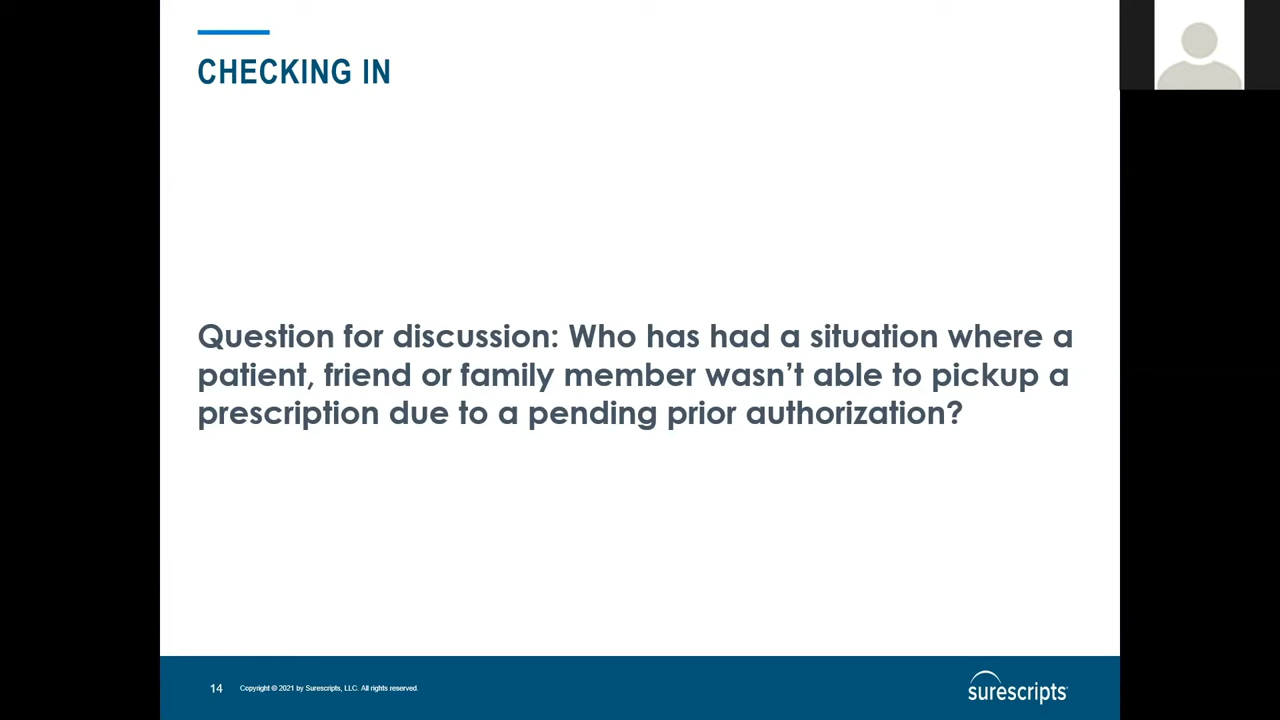 CHECKING IN
Question for discussion: Who has had a situation where a
patient, friend or family member wasn't able to pickup a
prescription due to a pending prior authorization?
14 Copyright © 2021 by Surescripts, LLC. All rights reserved.
surescripts